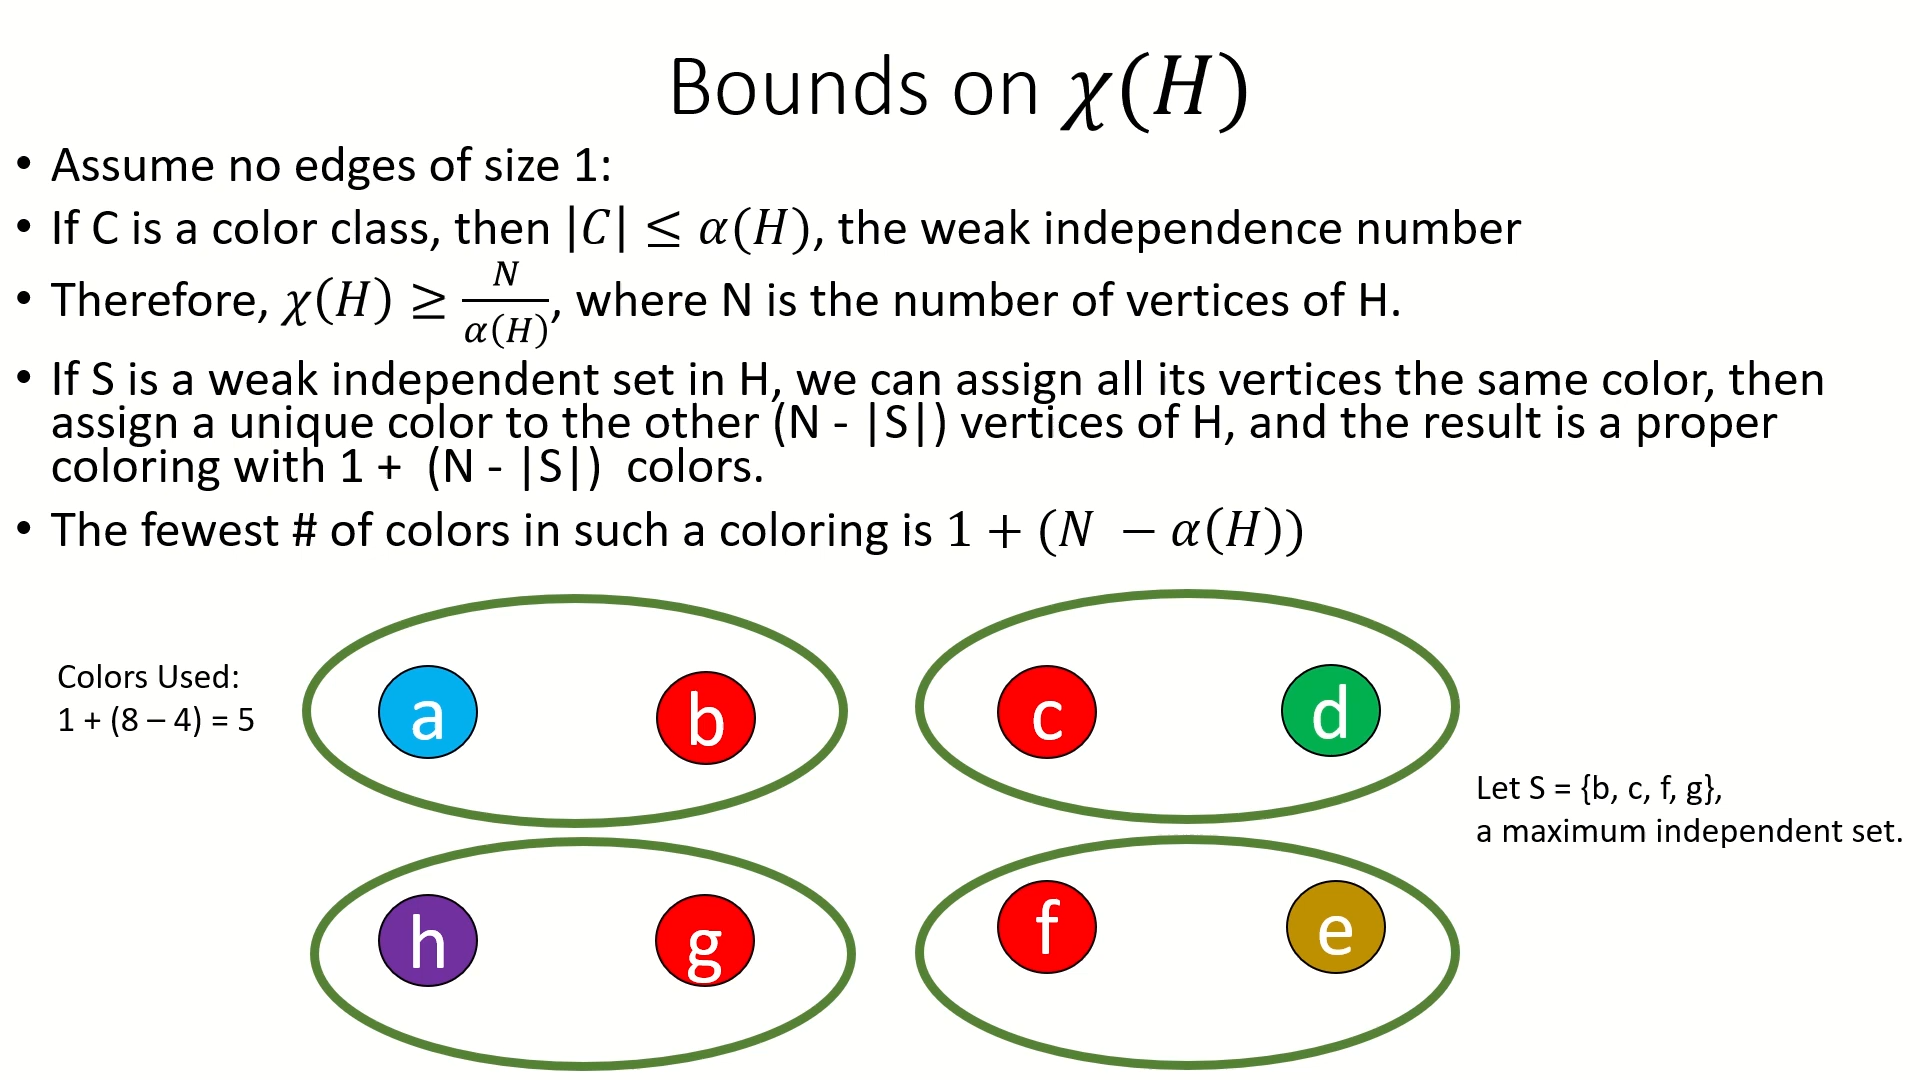 Bounds on χ(H)
• Assume no edges of size 1:
• If C is a color class, then |C| ≤ α(H), the weak independence number
• Therefore, χ(H) ≥ N/α(H), where N is the number of vertices of H.
• If S is a weak independent set in H, we can assign all its vertices the same color, then
assign a unique color to the other (N - |S|) vertices of H, and the result is a proper
coloring with 1 + (N - |S|) colors.
• The fewest # of colors in such a coloring is 1 + (N − α(H))
Colors Used:
1 + (8 – 4) = 5
a b c d
Let S = {b, c, f, g},
a maximum independent set.
h g f e